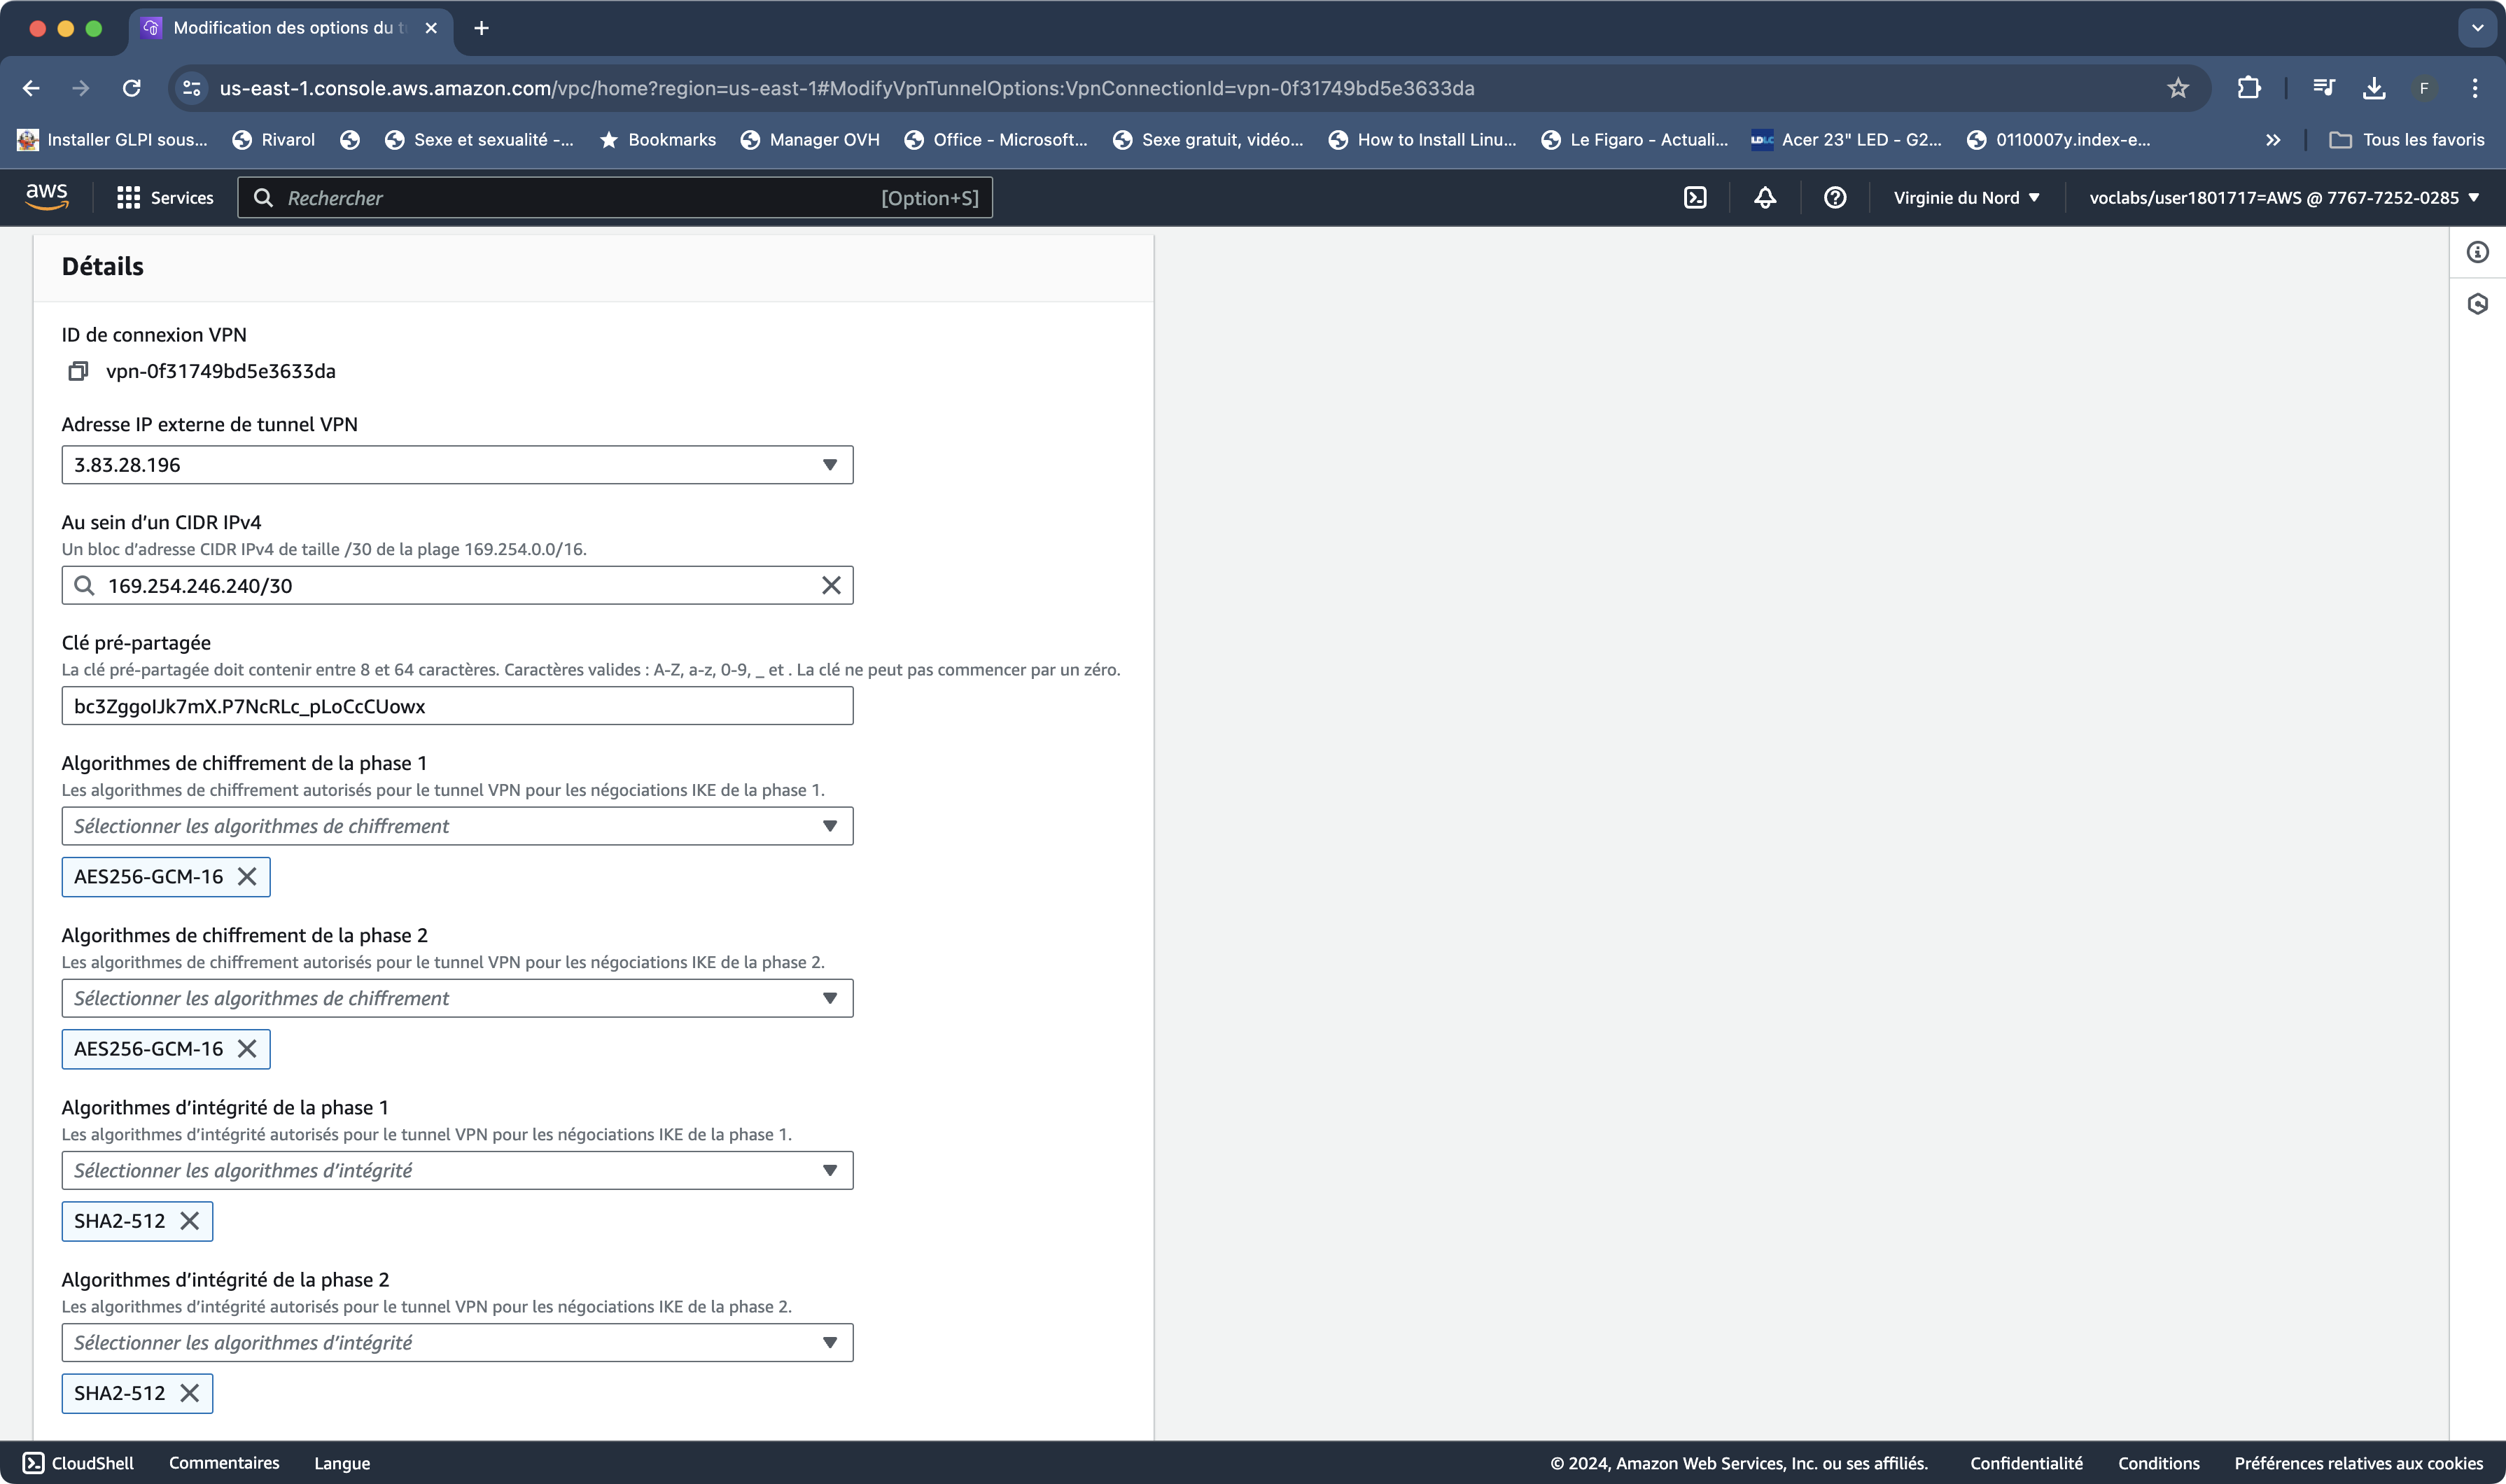 Modification des options du t
us-east-1.console.aws.amazon.com/vpc/home?region=us-east-1#ModifyVpnTunnelOptions:VpnConnectionId=vpn-0f31749bd5e3633da
F
Installer GLPI sous... Rivarol Sexe et sexualité -... Bookmarks Manager OVH Office - Microsoft... Sexe gratuit, vidéo... How to Install Linu... Le Figaro - Actuali... LDLC Acer 23" LED - G2... 0110007y.index-e... Tous les favoris
aws Services Rechercher [Option+S] Virginie du Nord voclabs/user1801717=AWS @ 7767-7252-0285
Détails
ID de connexion VPN
vpn-0f31749bd5e3633da
Adresse IP externe de tunnel VPN
3.83.28.196
Au sein d'un CIDR IPv4
Un bloc d'adresse CIDR IPv4 de taille /30 de la plage 169.254.0.0/16.
169.254.246.240/30
Clé pré-partagée
La clé pré-partagée doit contenir entre 8 et 64 caractères. Caractères valides : A-Z, a-z, 0-9, _ et . La clé ne peut pas commencer par un zéro.
bc3ZggoIJk7mX.P7NcRLc_pLoCcCUowx
Algorithmes de chiffrement de la phase 1
Les algorithmes de chiffrement autorisés pour le tunnel VPN pour les négociations IKE de la phase 1.
Sélectionner les algorithmes de chiffrement
AES256-GCM-16
Algorithmes de chiffrement de la phase 2
Les algorithmes de chiffrement autorisés pour le tunnel VPN pour les négociations IKE de la phase 2.
Sélectionner les algorithmes de chiffrement
AES256-GCM-16
Algorithmes d'intégrité de la phase 1
Les algorithmes d'intégrité autorisés pour le tunnel VPN pour les négociations IKE de la phase 1.
Sélectionner les algorithmes d'intégrité
SHA2-512
Algorithmes d'intégrité de la phase 2
Les algorithmes d'intégrité autorisés pour le tunnel VPN pour les négociations IKE de la phase 2.
Sélectionner les algorithmes d'intégrité
SHA2-512
CloudShell Commentaires Langue © 2024, Amazon Web Services, Inc. ou ses affiliés. Confidentialité Conditions Préférences relatives aux cookies